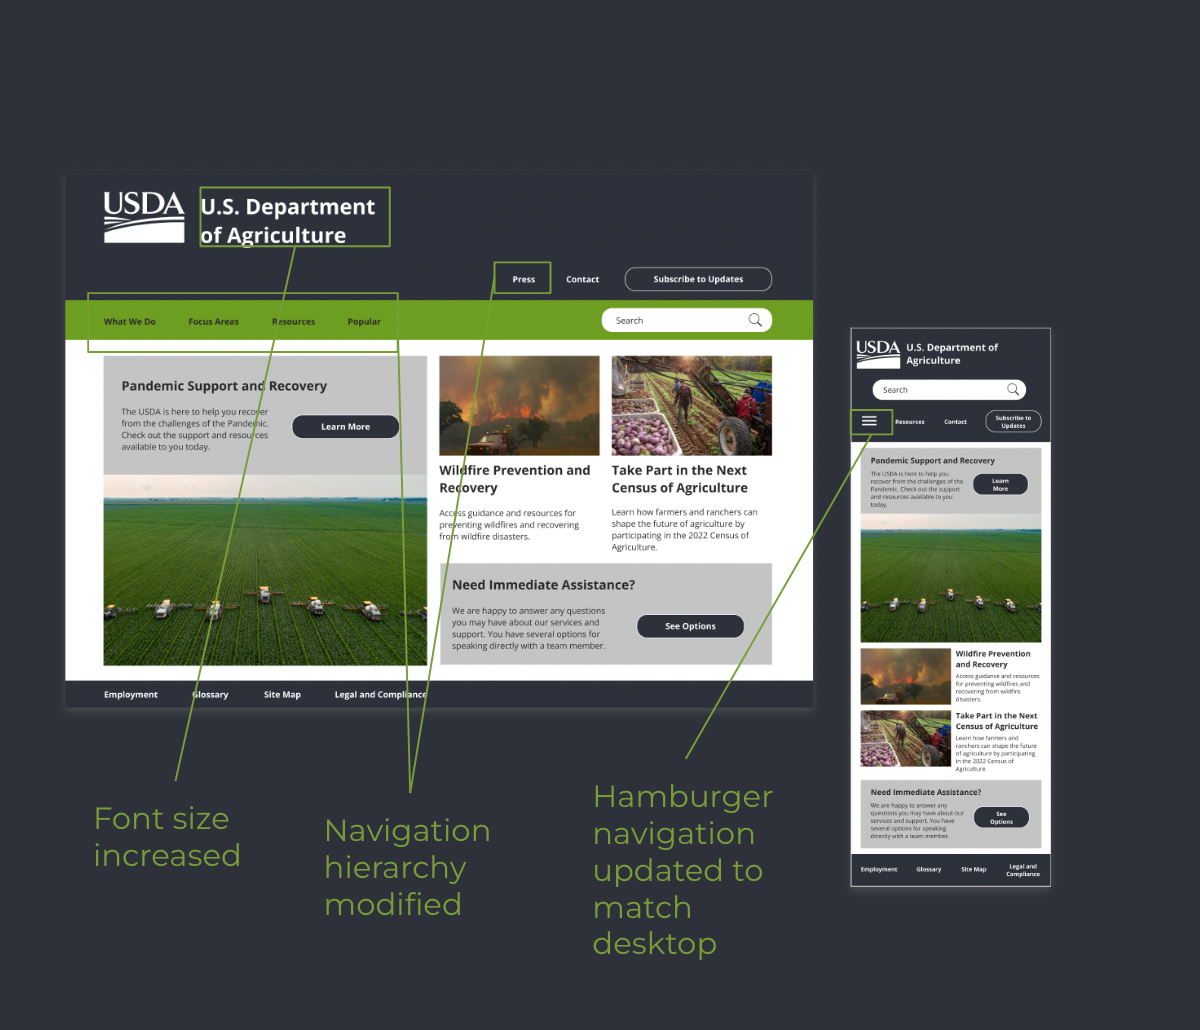 USDA
U.S. Department
of Agriculture
Press
Contact
Subscribe to Updates
What We Do
Focus Areas
Resources
Popular
Search
Pandemic Support and Recovery
The USDA is here to help you recover
from the challenges of the Pandemic.
Check out the support and resources
available to you today.
Learn More
Wildfire Prevention and
Recovery
Access guidance and resources for
preventing wildfires and recovering
from wildfire disasters.
Take Part in the Next
Census of Agriculture
Learn how farmers and ranchers can
shape the future of agriculture by
participating in the 2022 Census of
Agriculture.
Need Immediate Assistance?
We are happy to answer any questions
you may have about our services and
support. You have several options for
speaking directly with a team member.
See Options
Employment
Glossary
Site Map
Legal and Compliance
USDA
U.S. Department of
Agriculture
Search
Resources
Contact
Subscribe to
Updates
Pandemic Support and Recovery
The USDA is here to help you
recover from the challenges of the
Pandemic. Check out the support
and resources available to you
today.
Learn
More
Wildfire Prevention
and Recovery
Access guidance and resources
for preventing wildfires and
recovering from wildfire
disasters.
Take Part in the Next
Census of Agriculture
Learn how farmers and
ranchers can shape the future
of agriculture by participating
in the 2022 Census of
Agriculture.
Need Immediate Assistance?
We are happy to answer any
questions you may have about our
services and support. You have
several options for speaking
directly with a team member.
See
Options
Employment
Glossary
Site Map
Legal and
Compliance
Font size
increased
Navigation
hierarchy
modified
Hamburger
navigation
updated to
match
desktop